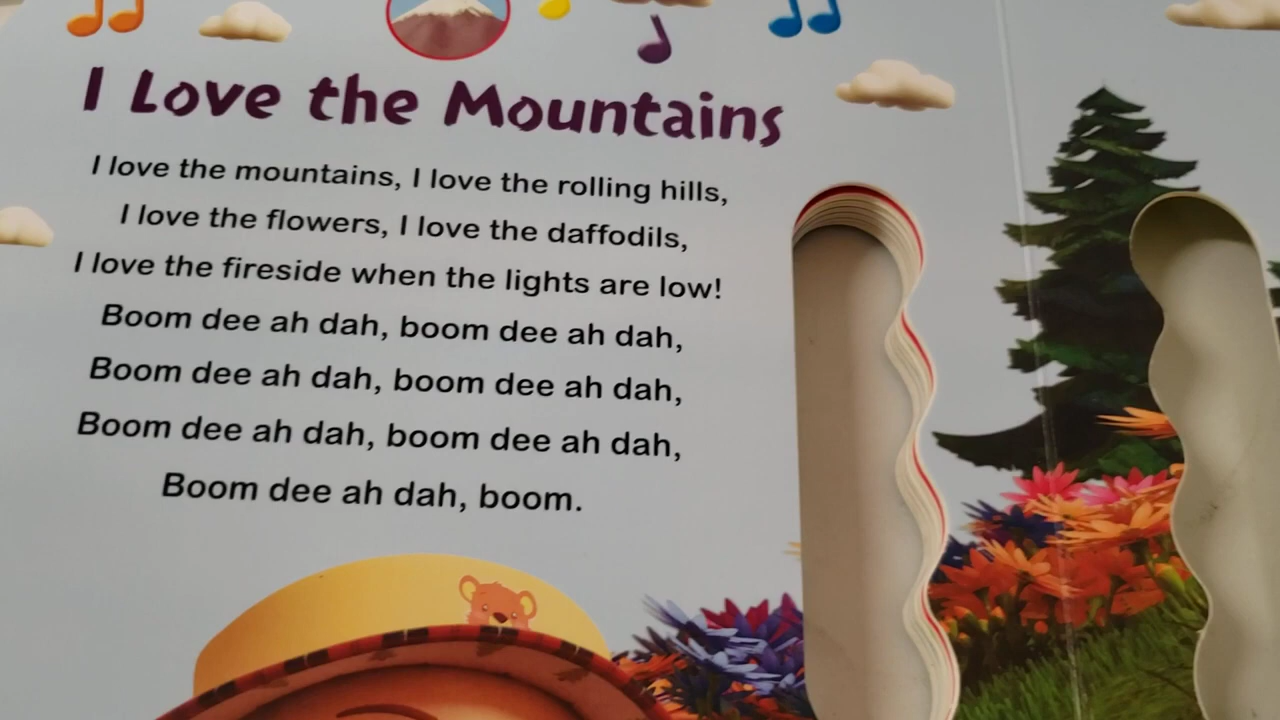 I Love the Mountains
I love the mountains, I love the rolling hills,
I love the flowers, I love the daffodils,
I love the fireside when the lights are low!
Boom dee ah dah, boom dee ah dah,
Boom dee ah dah, boom dee ah dah,
Boom dee ah dah, boom dee ah dah,
Boom dee ah dah, boom.